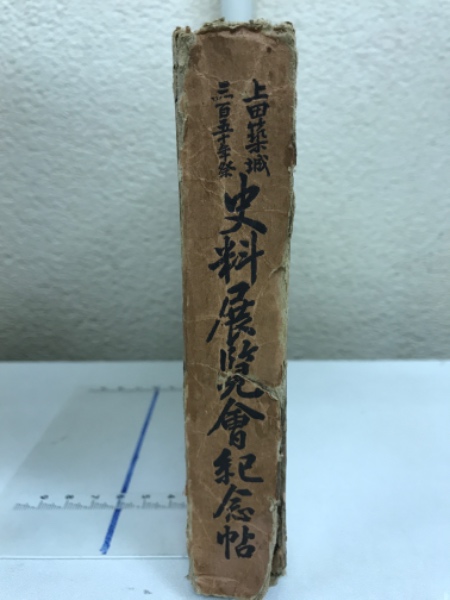 上田築城
三百五十年祭
史料展覧會紀念帖